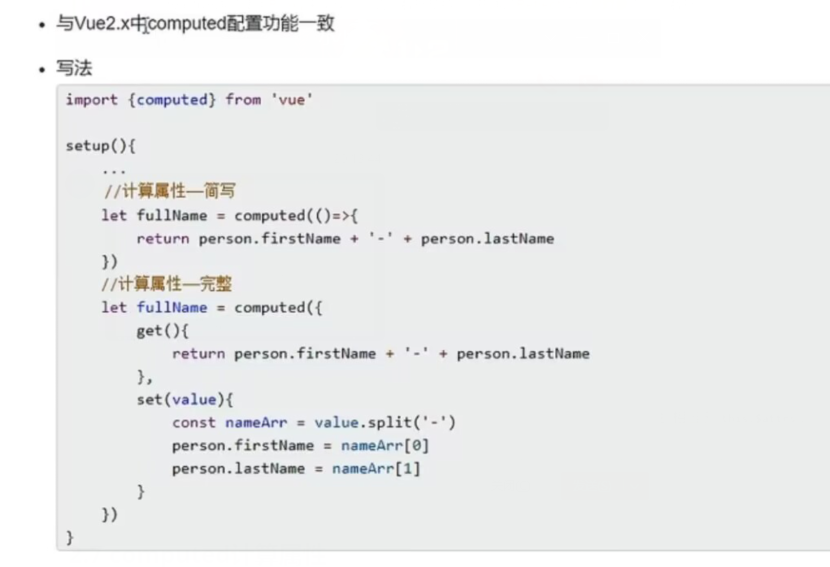 与Vue2.x中computed配置功能一致
写法
import {computed} from 'vue'
setup(){
...
//计算属性—简写
let fullName = computed(()=>{
return person.firstName + '-' + person.lastName
})
//计算属性—完整
let fullName = computed({
get(){
return person.firstName + '-' + person.lastName
},
set(value){
const nameArr = value.split('-')
person.firstName = nameArr[0]
person.lastName = nameArr[1]
}
})
}